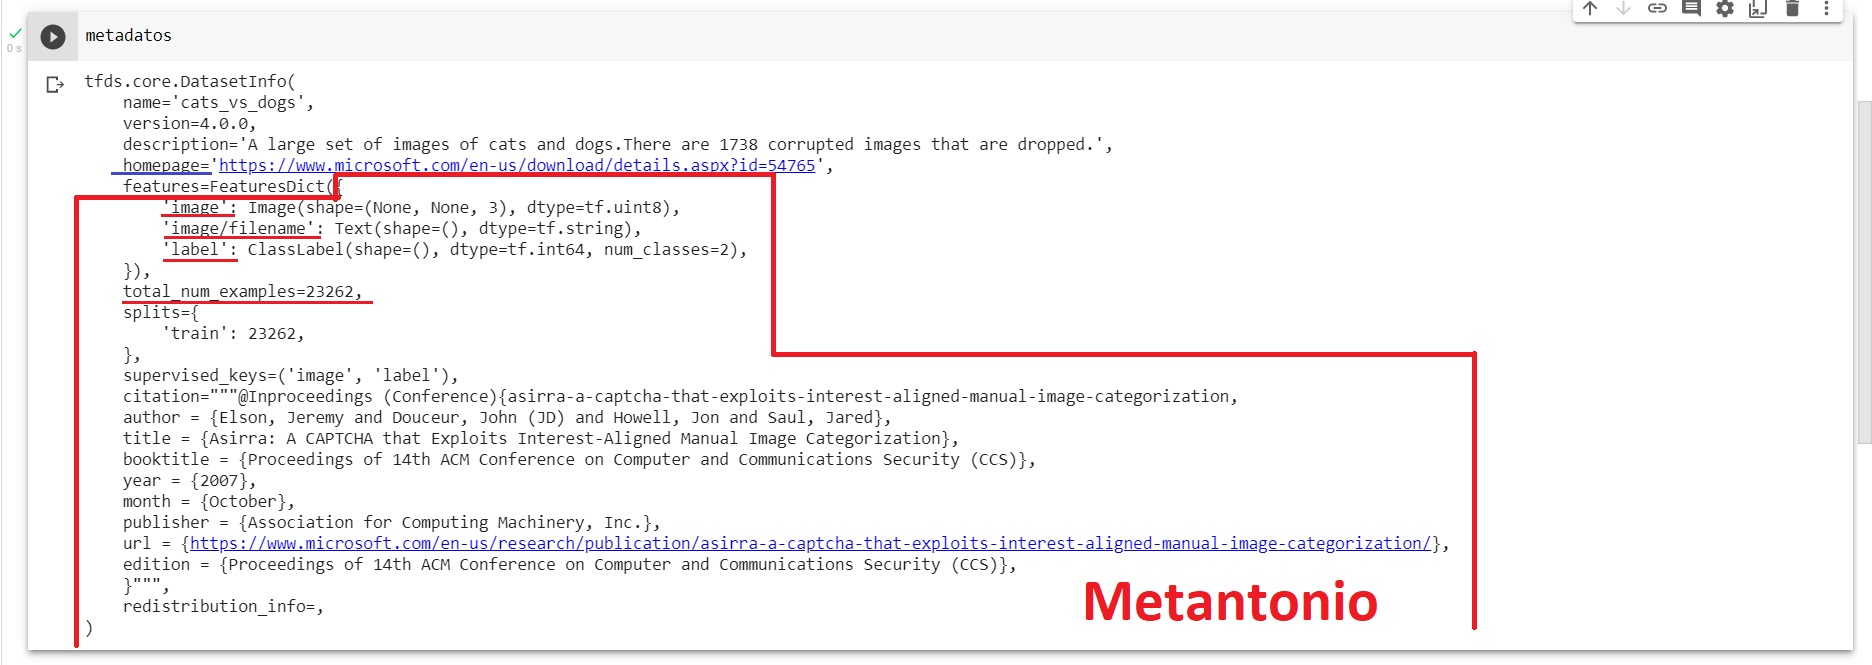 metadatos
0 s
tfds.core.DatasetInfo(
name='cats_vs_dogs',
version=4.0.0,
description='A large set of images of cats and dogs.There are 1738 corrupted images that are dropped.',
homepage='https://www.microsoft.com/en-us/download/details.aspx?id=54765',
features=FeaturesDict({
'image': Image(shape=(None, None, 3), dtype=tf.uint8),
'image/filename': Text(shape=(), dtype=tf.string),
'label': ClassLabel(shape=(), dtype=tf.int64, num_classes=2),
}),
total_num_examples=23262,
splits={
'train': 23262,
},
supervised_keys=('image', 'label'),
citation="""@Inproceedings (Conference){asirra-a-captcha-that-exploits-interest-aligned-manual-image-categorization,
author = {Elson, Jeremy and Douceur, John (JD) and Howell, Jon and Saul, Jared},
title = {Asirra: A CAPTCHA that Exploits Interest-Aligned Manual Image Categorization},
booktitle = {Proceedings of 14th ACM Conference on Computer and Communications Security (CCS)},
year = {2007},
month = {October},
publisher = {Association for Computing Machinery, Inc.},
url = {https://www.microsoft.com/en-us/research/publication/asirra-a-captcha-that-exploits-interest-aligned-manual-image-categorization/},
edition = {Proceedings of 14th ACM Conference on Computer and Communications Security (CCS)},
}""",
redistribution_info=,
)
Metantonio